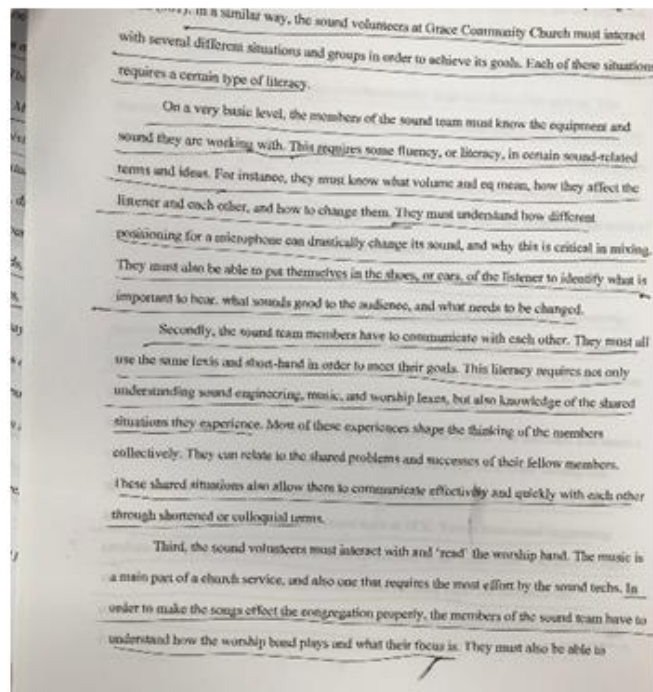 In a similar way, the sound volunteers at Grace Community Church must interact
with several different situations and groups in order to achieve its goals. Each of these situations
requires a certain type of literacy.
On a very basic level, the members of the sound team must know the equipment and
sound they are working with. This requires some fluency, or literacy, in certain sound-related
terms and ideas. For instance, they must know what volume and eq mean, how they affect the
listener and each other, and how to change them. They must understand how different
positioning for a microphone can drastically change its sound, and why this is critical in mixing.
They must also be able to put themselves in the shoes, or ears, of the listener to identify what is
important to hear, what sounds good to the audience, and what needs to be changed.
Secondly, the sound team members have to communicate with each other. They must all
use the same lexis and short-hand in order to meet their goals. This literacy requires not only
understanding sound engineering, music, and worship lexes, but also knowledge of the shared
situations they experience. Most of these experiences shape the thinking of the members
collectively. They can relate to the shared problems and successes of their fellow members.
These shared situations also allow them to communicate effectively and quickly with each other
through shortened or colloquial terms.
Third, the sound volunteers must interact with and 'read' the worship band. The music is
a main part of a church service, and also one that requires the most effort by the sound techs. In
order to make the songs effect the congregation properly, the members of the sound team have to
understand how the worship band plays and what their focus is. They must also be able to